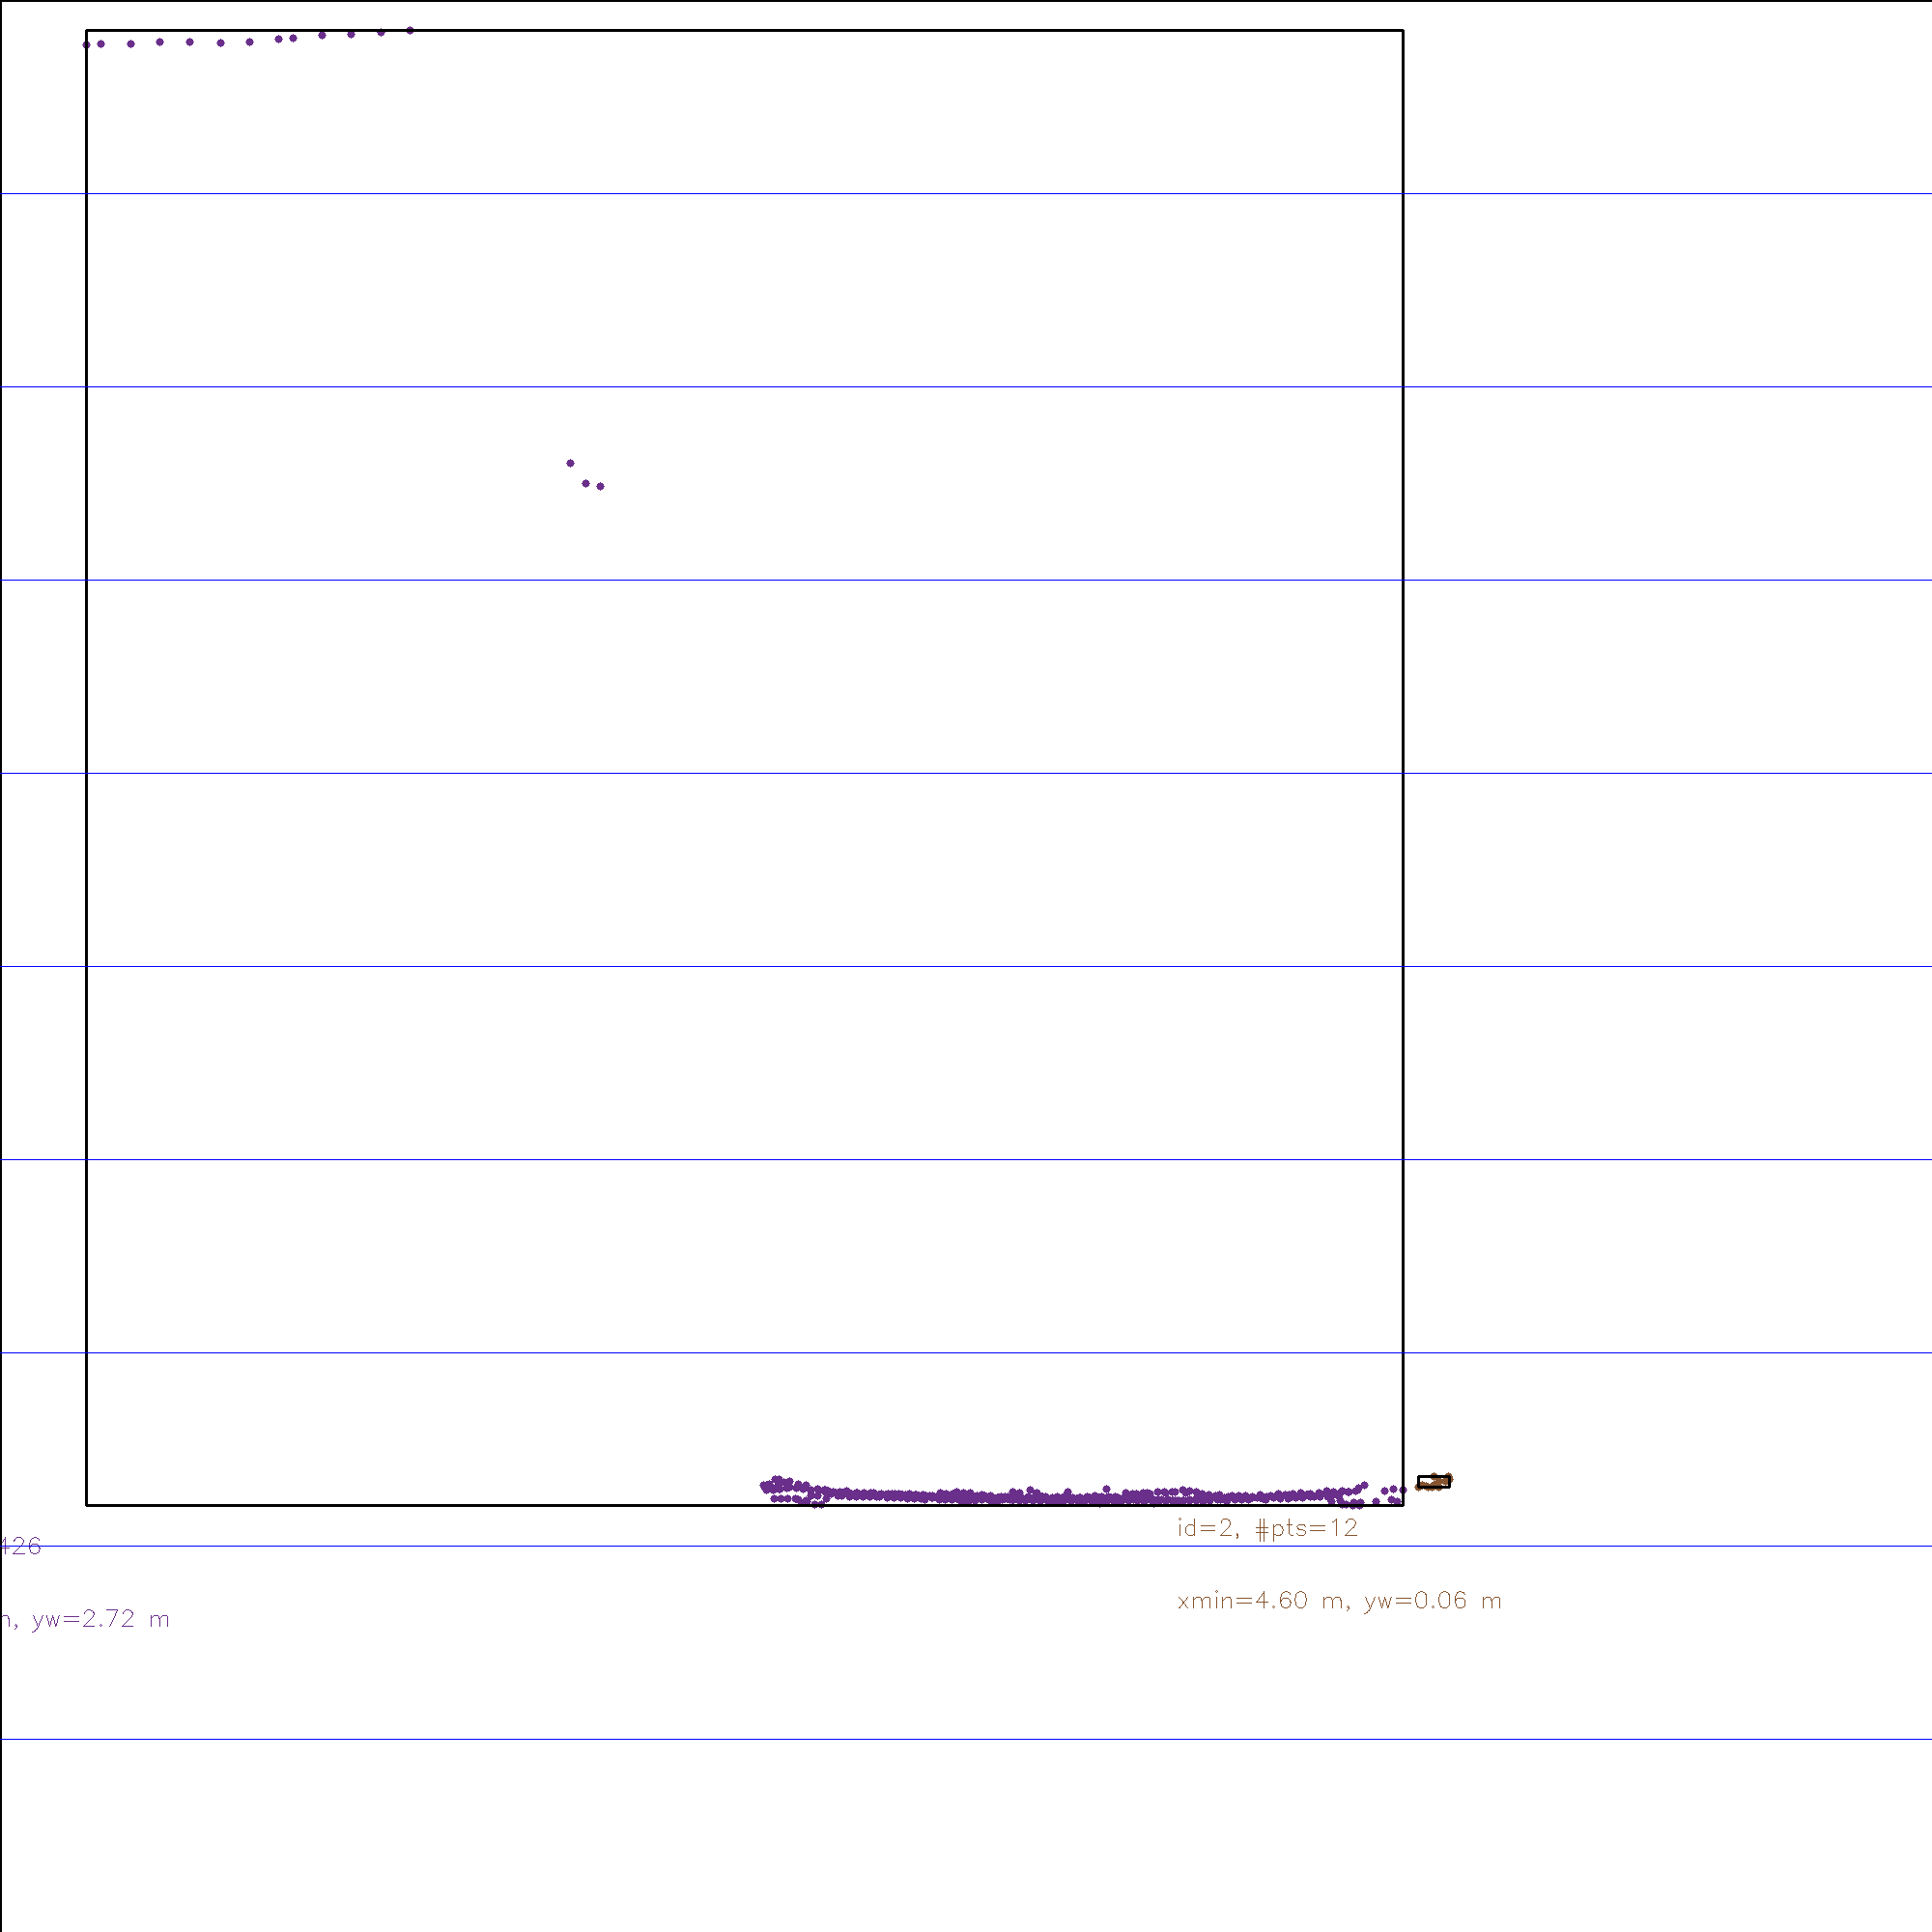 id=2, #pts=12
426
xmin=4.60 m, yw=0.06 m
, yw=2.72 m